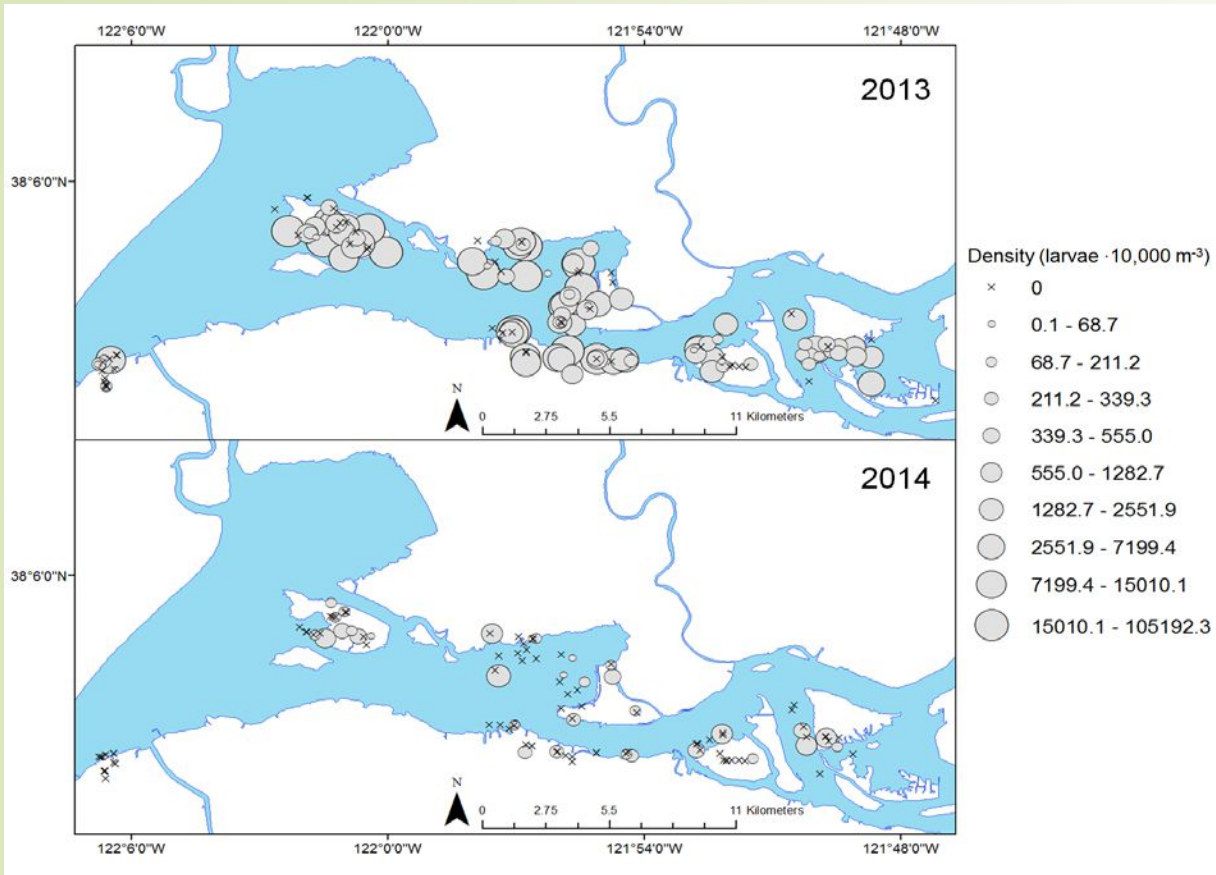 122°6'0"W 122°0'0"W 121°54'0"W 121°48'0"W
2013
38°6'0"N
N
0 2.75 5.5 11 Kilometers
2014
38°6'0"N
N
0 2.75 5.5 11 Kilometers
122°6'0"W 122°0'0"W 121°54'0"W 121°48'0"W
Density (larvae ·10,000 m⁻³)
0
0.1 - 68.7
68.7 - 211.2
211.2 - 339.3
339.3 - 555.0
555.0 - 1282.7
1282.7 - 2551.9
2551.9 - 7199.4
7199.4 - 15010.1
15010.1 - 105192.3